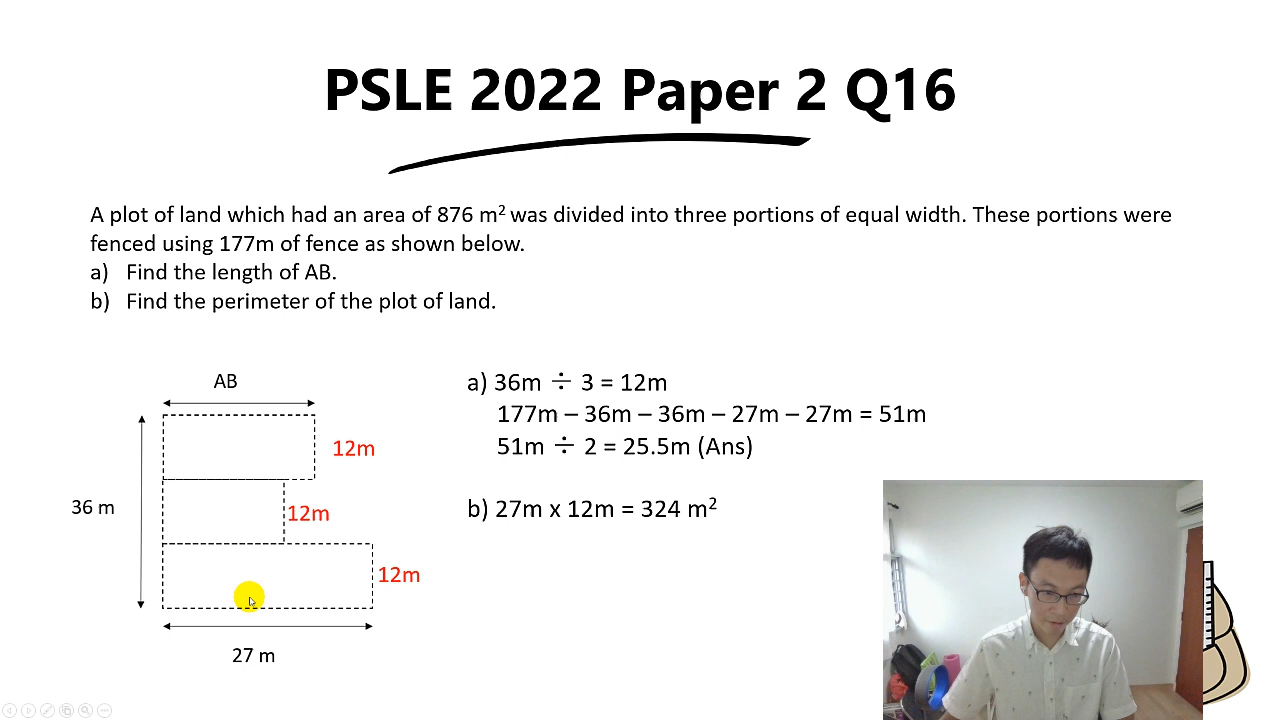 PSLE 2022 Paper 2 Q16
A plot of land which had an area of 876 m² was divided into three portions of equal width. These portions were
fenced using 177m of fence as shown below.
a) Find the length of AB.
b) Find the perimeter of the plot of land.
AB
12m
36 m
12m
12m
27 m
a) 36m ÷ 3 = 12m
177m – 36m – 36m – 27m – 27m = 51m
51m ÷ 2 = 25.5m (Ans)
b) 27m x 12m = 324 m²